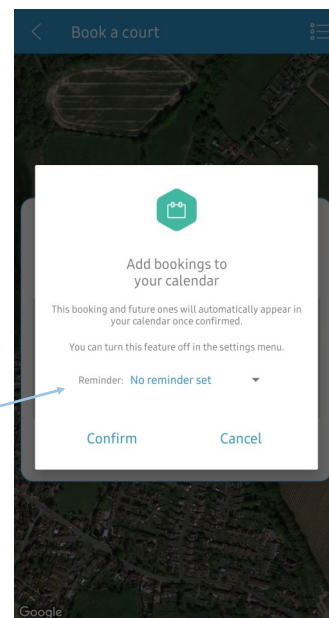 Book a court
Add bookings to
your calendar
This booking and future ones will automatically appear in
your calendar once confirmed.
You can turn this feature off in the settings menu.
Reminder: No reminder set
Confirm Cancel
Google